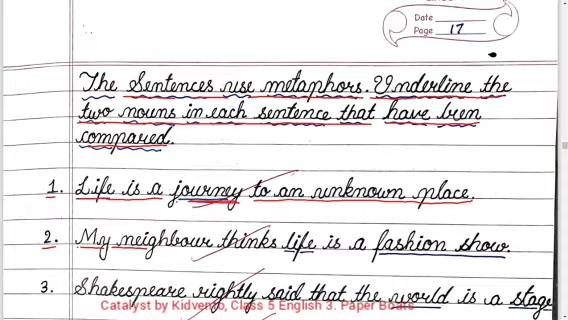 Date
Page 17
The Sentences use metaphors. Underline the
two nouns in each sentence that have been
compared.
1. Life is a journey to an unknown place.
2. My neighbour thinks life is a fashion show.
3. Shakespeare rightly said that the world is a stage
Catalyst by Kidvento, Class 5 English 3. Paper Boats